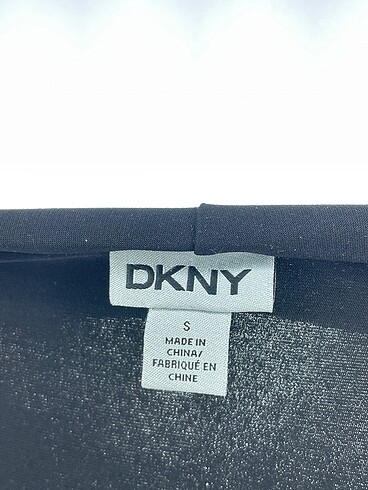 DKNY
S
MADE IN
CHINA/
FABRIQUÉ EN
CHINE